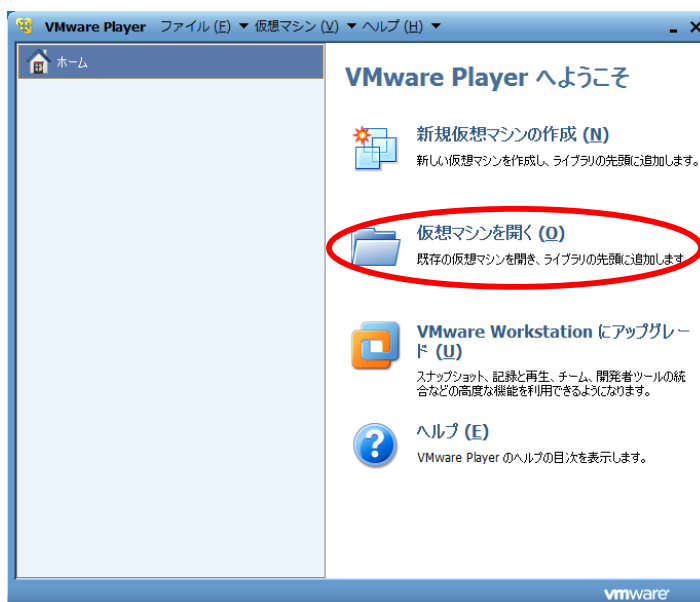 VMware Player ファイル (F) ▼ 仮想マシン (V) ▼ ヘルプ (H) ▼
ホーム
VMware Player へようこそ
新規仮想マシンの作成 (N)
新しい仮想マシンを作成し、ライブラリの先頭に追加します。
仮想マシンを開く (O)
既存の仮想マシンを開き、ライブラリの先頭に追加します
VMware Workstation にアップグレー
ド (U)
スナップショット、記録と再生、チーム、開発者ツールの統
合などの高度な機能を利用できるようになります。
ヘルプ (E)
VMware Player のヘルプの目次を表示します。
vmware